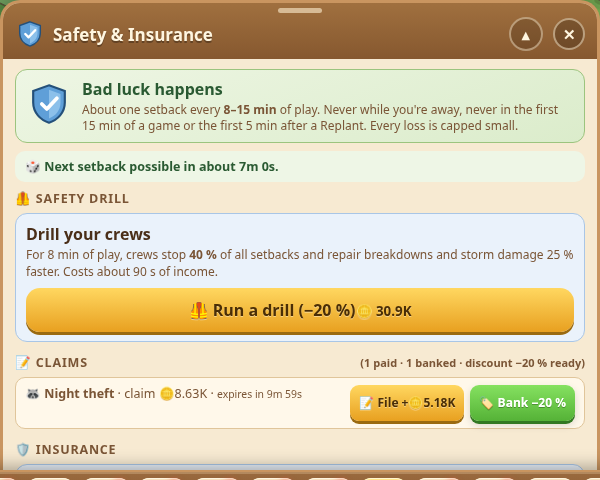 Safety & Insurance
Bad luck happens
About one setback every 8–15 min of play. Never while you're away, never in the first
15 min of a game or the first 5 min after a Replant. Every loss is capped small.
Next setback possible in about 7m 0s.
SAFETY DRILL
Drill your crews
For 8 min of play, crews stop 40 % of all setbacks and repair breakdowns and storm damage 25 %
faster. Costs about 90 s of income.
Run a drill (−20 %) 30.9K
CLAIMS (1 paid · 1 banked · discount −20 % ready)
Night theft · claim 8.63K · expires in 9m 59s
File + 5.18K
Bank −20 %
INSURANCE